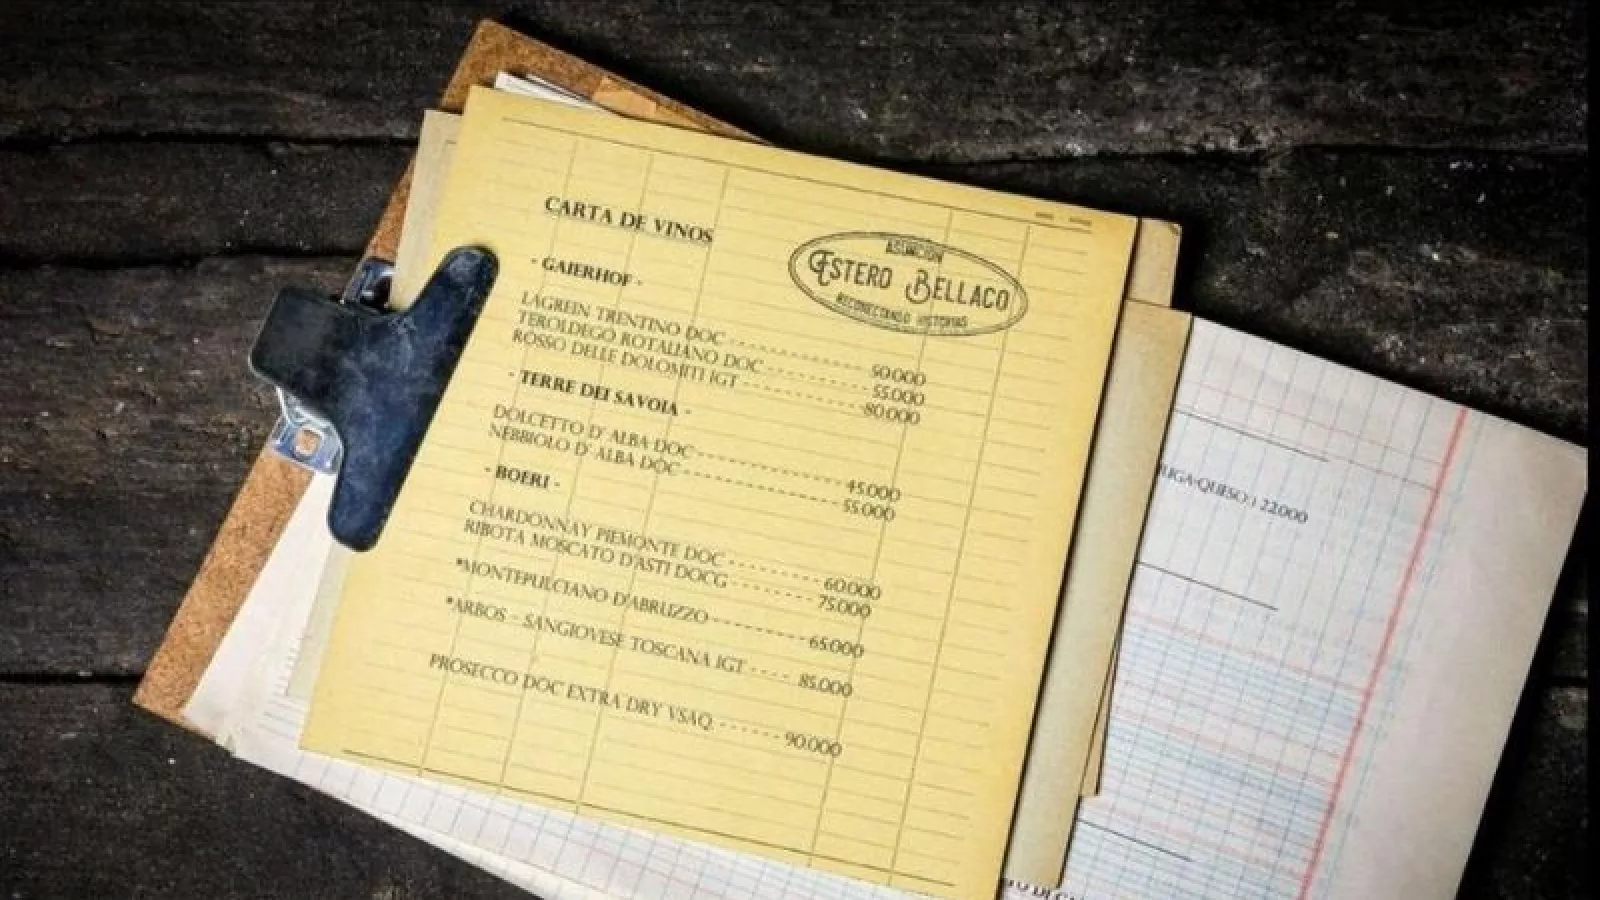 CARTA DE VINOS
ASUNCIÓN
ESTERO BELLACO
RECONECTANDO HISTORIAS
- GAIERHOF -
LAGREIN TRENTINO DOC ---------------- 50.000
TEROLDEGO ROTALIANO DOC ------------ 55.000
ROSSO DELLE DOLOMITI IGT ------------- 80.000
- TERRE DEI SAVOIA -
DOLCETTO D' ALBA DOC ----------------- 45.000
NEBBIOLO D' ALBA DOC ----------------- 55.000
- BOERI -
CHARDONNAY PIEMONTE DOC ---------- 60.000
RIBOTA MOSCATO D'ASTI DOCG --------- 75.000
*MONTEPULCIANO D'ABRUZZO ---------- 65.000
*ARBOS - SANGIOVESE TOSCANA IGT ---- 85.000
PROSECCO DOC EXTRA DRY VSAQ. ------- 90.000
UGA-QUESO ) 22.000